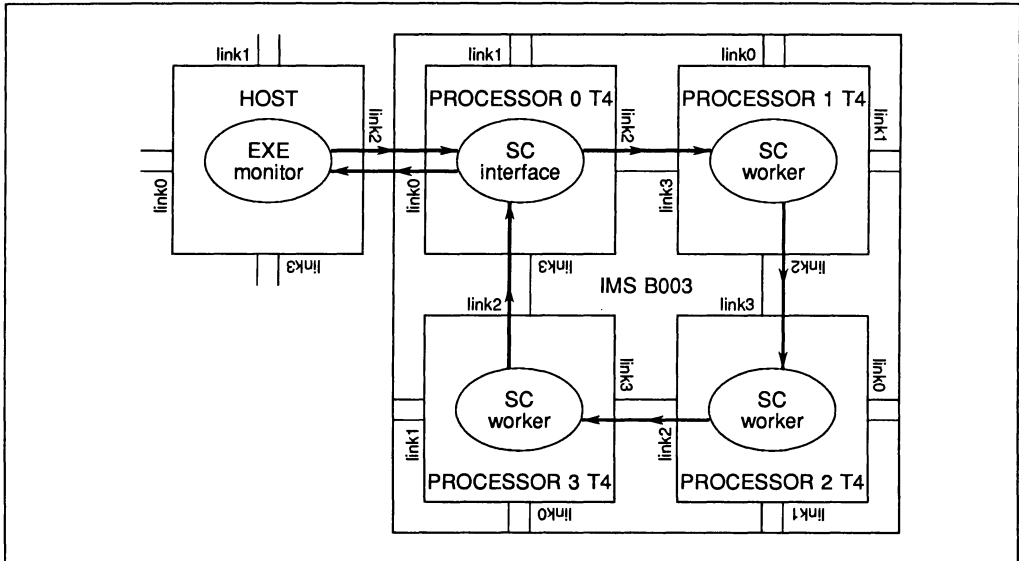 link1
HOST
EXE
monitor
link2
link0
link3
link1
PROCESSOR 0 T4
SC
interface
link2
link0
link3
link0
PROCESSOR 1 T4
SC
worker
link1
link3
link2
IMS B003
link2
PROCESSOR 3 T4
SC
worker
link3
link1
link0
link3
PROCESSOR 2 T4
SC
worker
link0
link2
link1